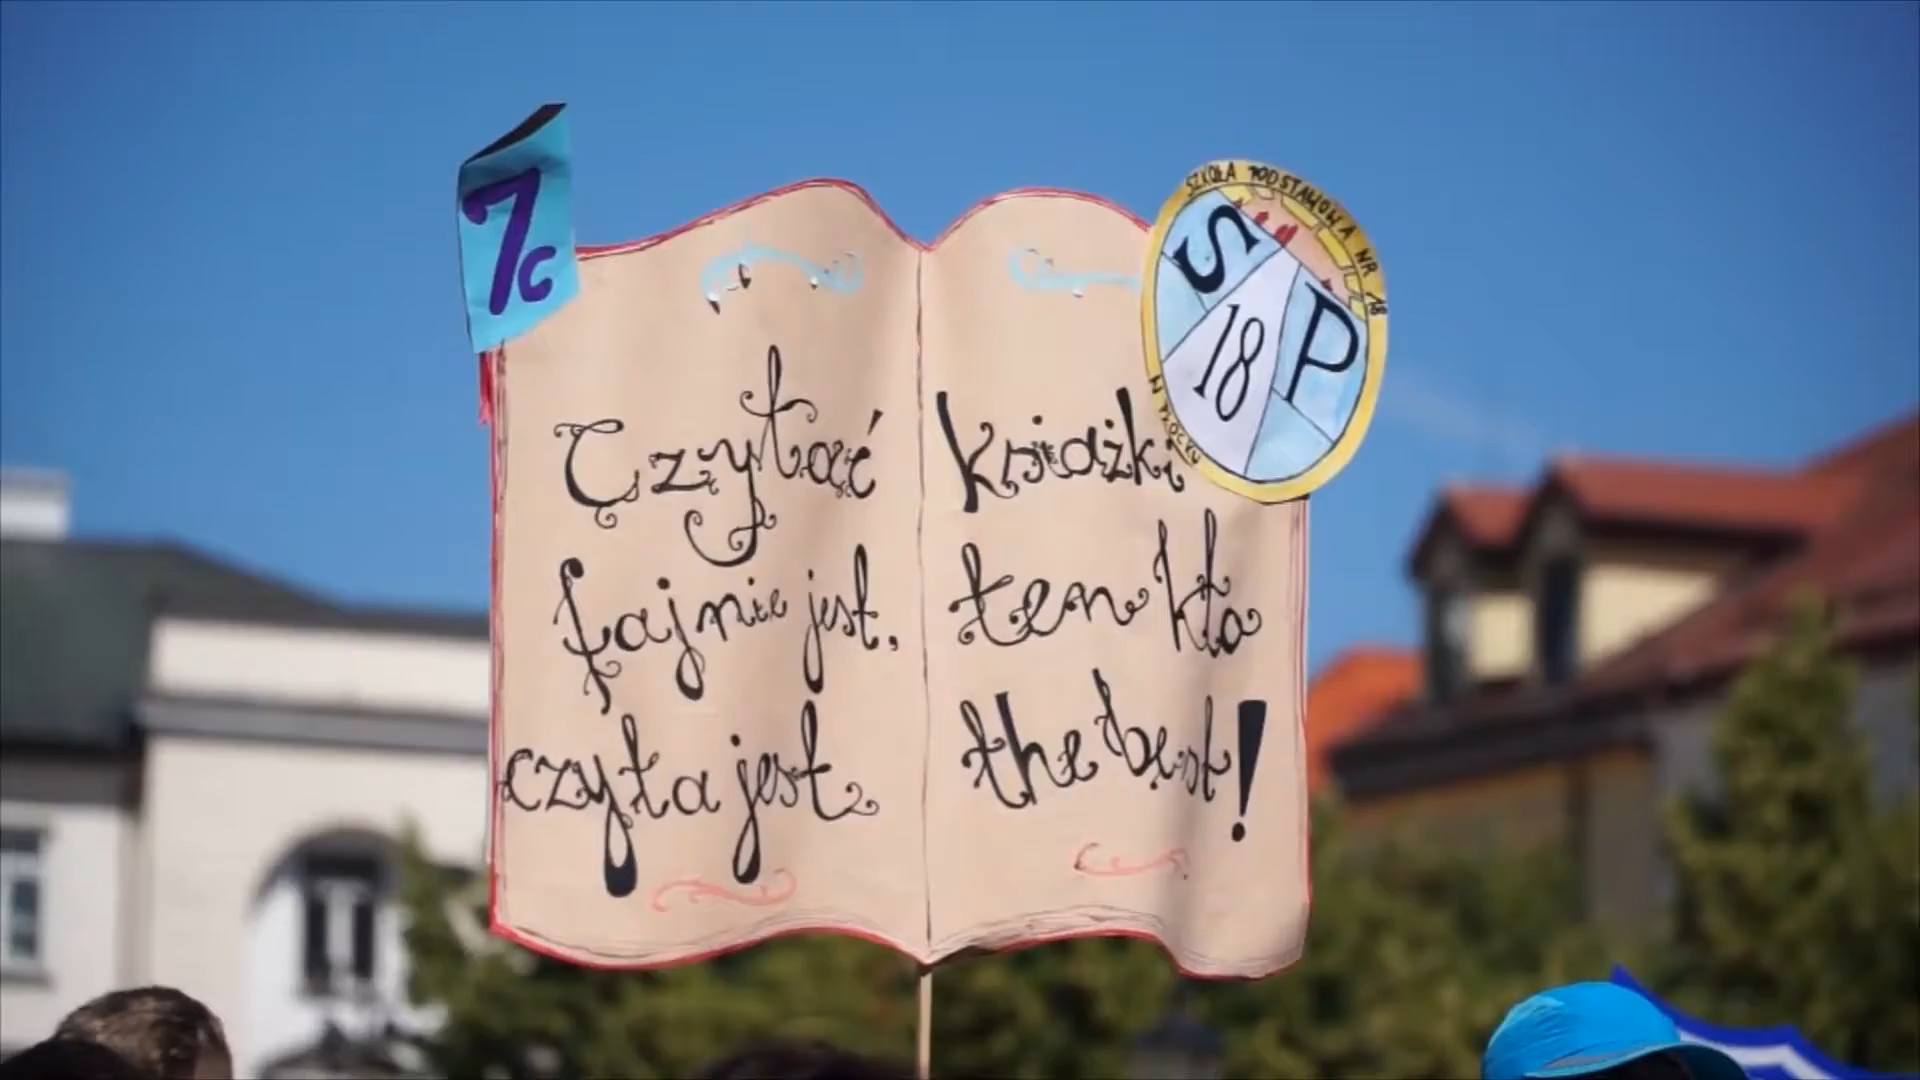 7c
SZKOŁA PODSTAWOWA NR 18
W PŁOCKU
S P
18
Czytać książki
fajnie jest, ten kto
czyta jest the best!